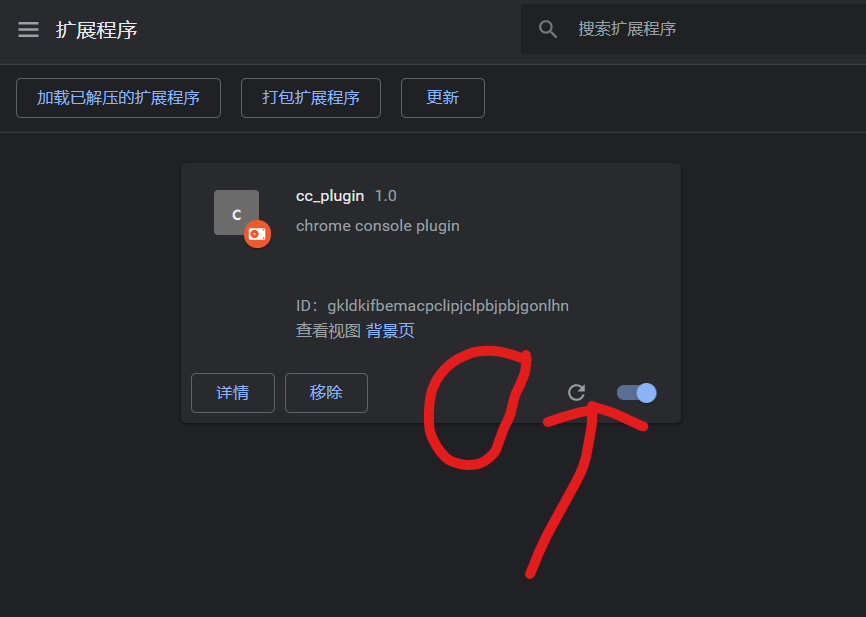 扩展程序
搜索扩展程序
加载已解压的扩展程序
打包扩展程序
更新
C
cc_plugin 1.0
chrome console plugin
ID：gkldkifbemacpclipjclpbjpbjgonlhn
查看视图 背景页
详情
移除